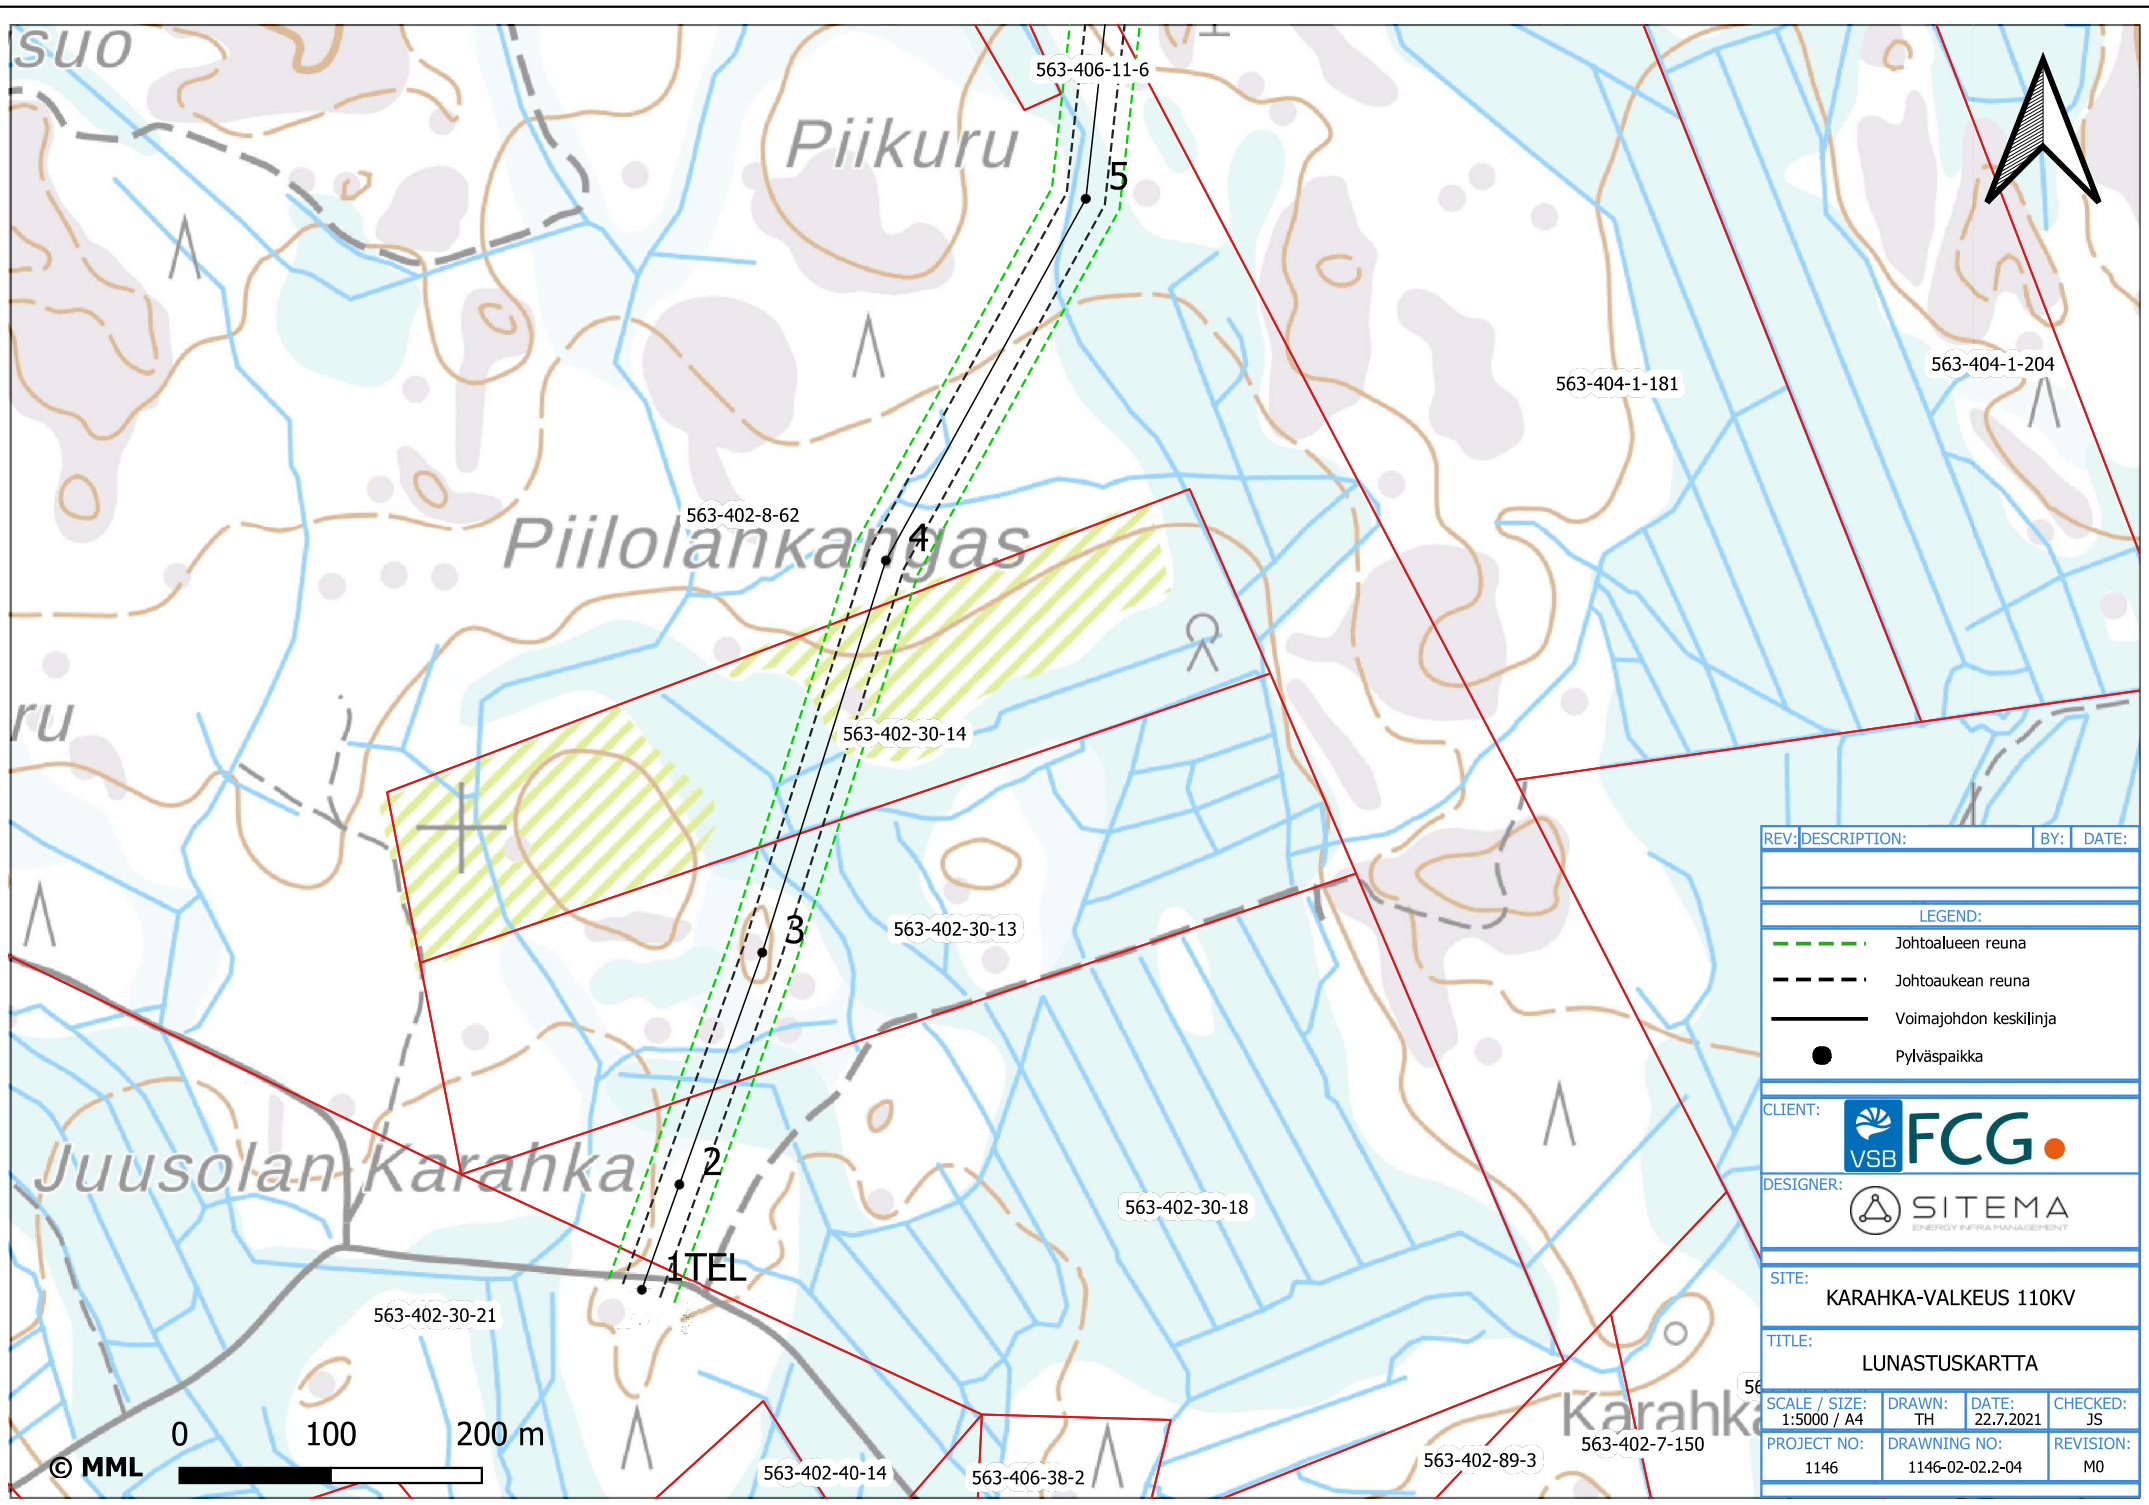 suo
563-406-11-6
Piikuru
5
563-404-1-181
563-404-1-204
563-402-8-62
Piilolankangas
4
ru
563-402-30-14
3
563-402-30-13
Juusolan Karahka
2
563-402-30-18
1TEL
563-402-30-21
Karahka
563-402-7-150
563-402-89-3
563-402-40-14
563-406-38-2
0 100 200 m
© MML
REV: DESCRIPTION: BY: DATE:
LEGEND:
Johtoalueen reuna
Johtoaukean reuna
Voimajohdon keskilinja
Pylväspaikka
CLIENT:
VSB FCG
DESIGNER:
SITEMA
ENERGY INFRA MANAGEMENT
SITE:
KARAHKA-VALKEUS 110KV
TITLE:
LUNASTUSKARTTA
SCALE / SIZE: DRAWN: DATE: CHECKED:
1:5000 / A4 TH 22.7.2021 JS
PROJECT NO: DRAWING NO: REVISION:
1146 1146-02-02.2-04 M0